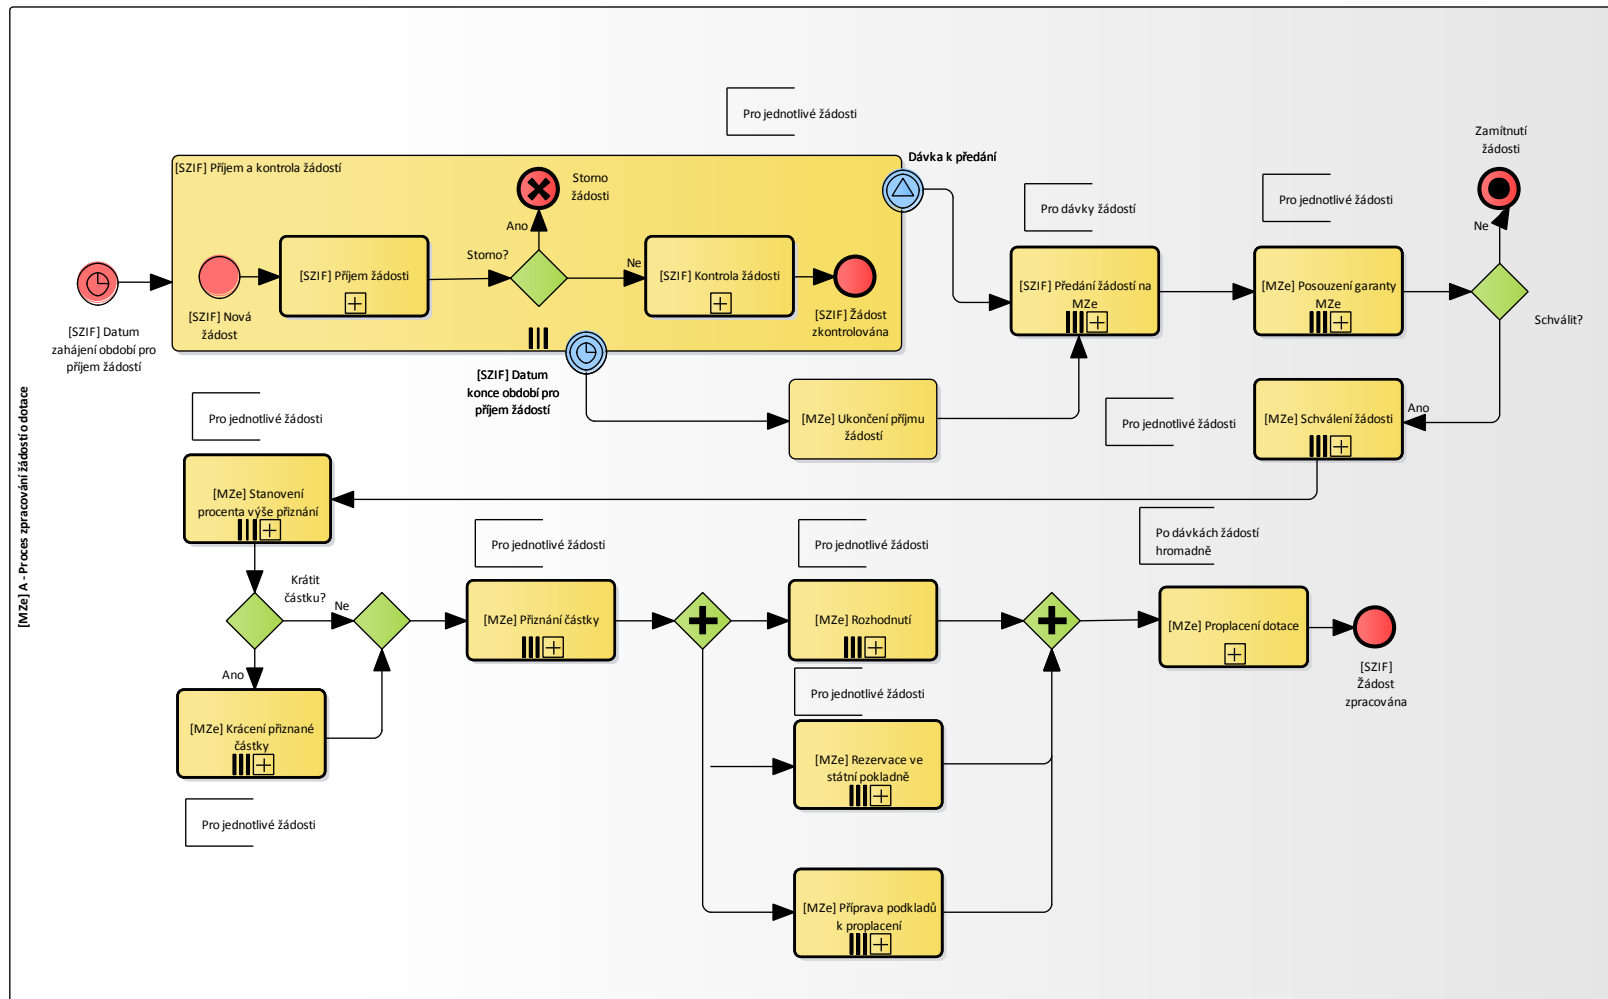 [MZe] A - Proces zpracování žádostí o dotace
Pro jednotlivé žádosti
[SZIF] Příjem a kontrola žádostí
Dávka k předání
Zamítnutí
žádosti
Storno
žádosti
Ano
Storno?
Ne
[SZIF] Datum
zahájení období pro
příjem žádostí
[SZIF] Nová
žádost
[SZIF] Příjem žádosti
[SZIF] Kontrola žádosti
[SZIF] Žádost
zkontrolována
Pro dávky žádostí
[SZIF] Předání žádostí na
MZe
Pro jednotlivé žádosti
[MZe] Posouzení garanty
MZe
Ne
Schválit?
Ano
[SZIF] Datum
konce období pro
příjem žádostí
[MZe] Ukončení příjmu
žádostí
Pro jednotlivé žádosti
[MZe] Schválení žádosti
Pro jednotlivé žádosti
[MZe] Stanovení
procenta výše přiznání
Krátit
částku?
Ne
Ano
[MZe] Krácení přiznané
částky
Pro jednotlivé žádosti
Pro jednotlivé žádosti
[MZe] Přiznání částky
Pro jednotlivé žádosti
[MZe] Rozhodnutí
Pro jednotlivé žádosti
[MZe] Rezervace ve
státní pokladně
[MZe] Příprava podkladů
k proplacení
Po dávkách žádostí
hromadně
[MZe] Proplacení dotace
[SZIF]
Žádost
zpracována